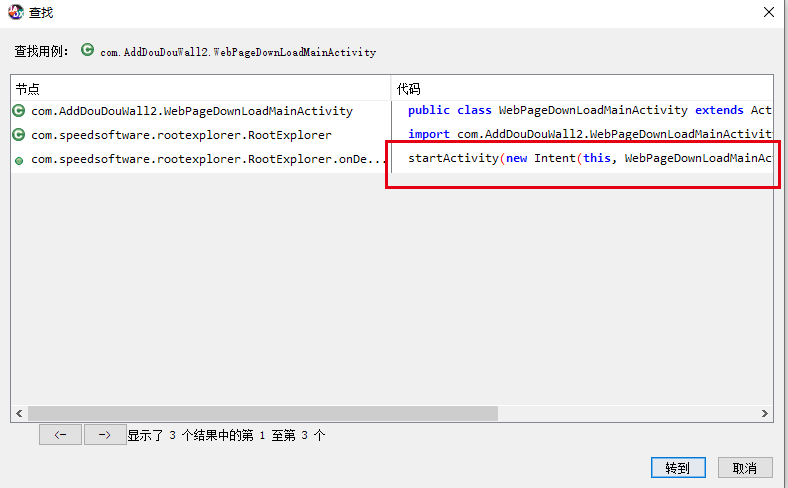 查找
查找用例: com.AddDouDouWall2.WebPageDownLoadMainActivity
节点 代码
com.AddDouDouWall2.WebPageDownLoadMainActivity public class WebPageDownLoadMainActivity extends Act
com.speedsoftware.rootexplorer.RootExplorer import com.AddDouDouWall2.WebPageDownLoadMainActivit
com.speedsoftware.rootexplorer.RootExplorer.onDe... startActivity(new Intent(this, WebPageDownLoadMainAc
<- -> 显示了 3 个结果中的第 1 至第 3 个
转到 取消